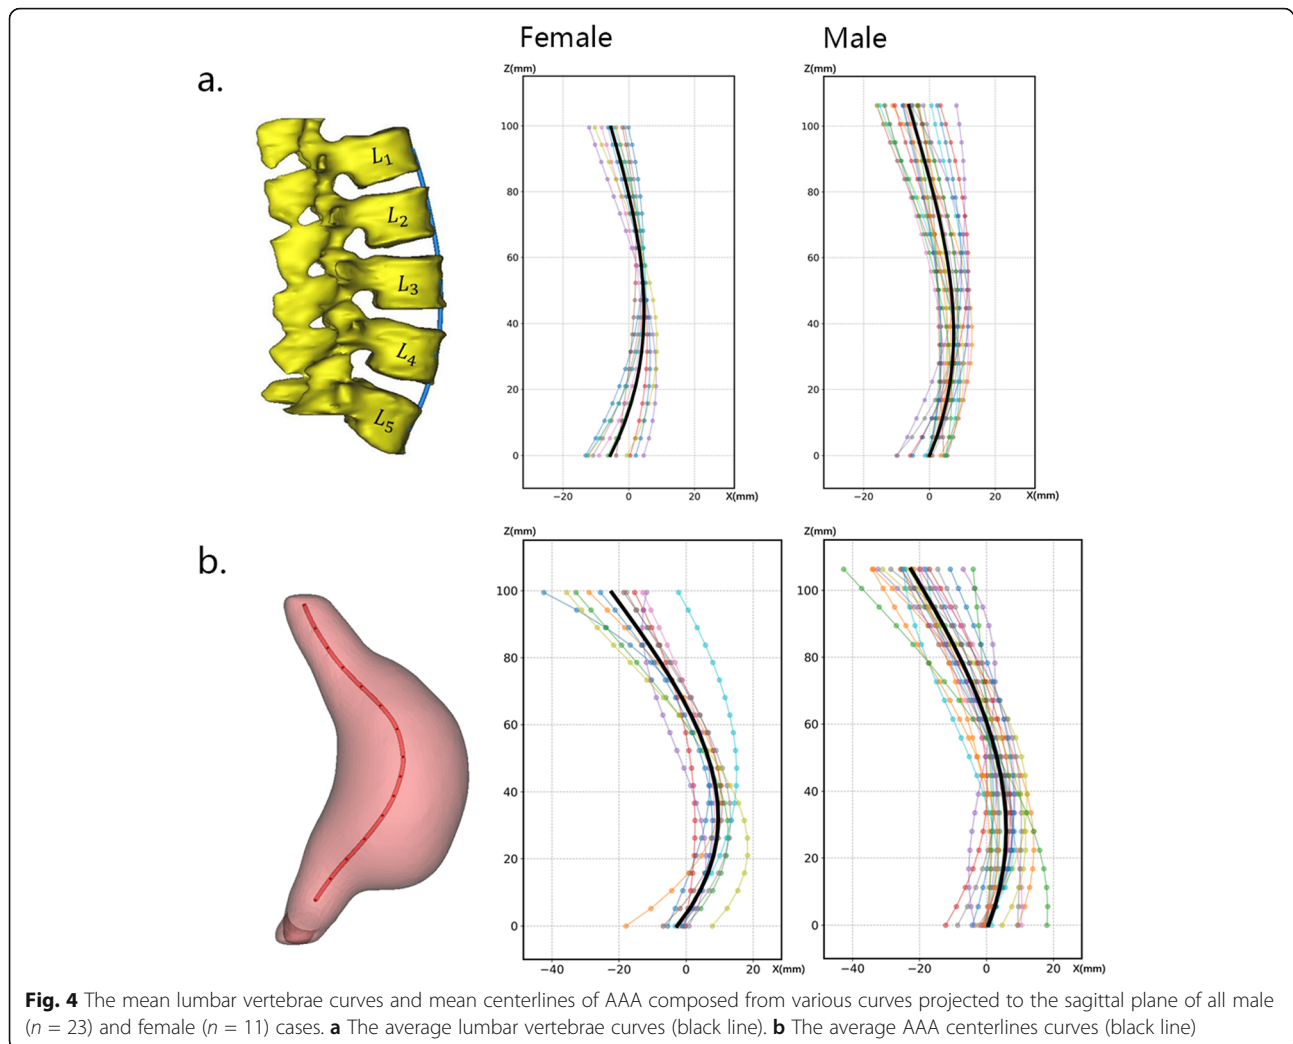 Female Male
a.
L1
L2
L3
L4
L5
Z(mm)
100
80
60
40
20
0
−20 0 20 X(mm)
Z(mm)
100
80
60
40
20
0
−20 0 20 X(mm)
b.
Z(mm)
100
80
60
40
20
0
−40 −20 0 20 X(mm)
Z(mm)
100
80
60
40
20
0
−40 −20 0 20 X(mm)
Fig. 4 The mean lumbar vertebrae curves and mean centerlines of AAA composed from various curves projected to the sagittal plane of all male
(n = 23) and female (n = 11) cases. a The average lumbar vertebrae curves (black line). b The average AAA centerlines curves (black line)